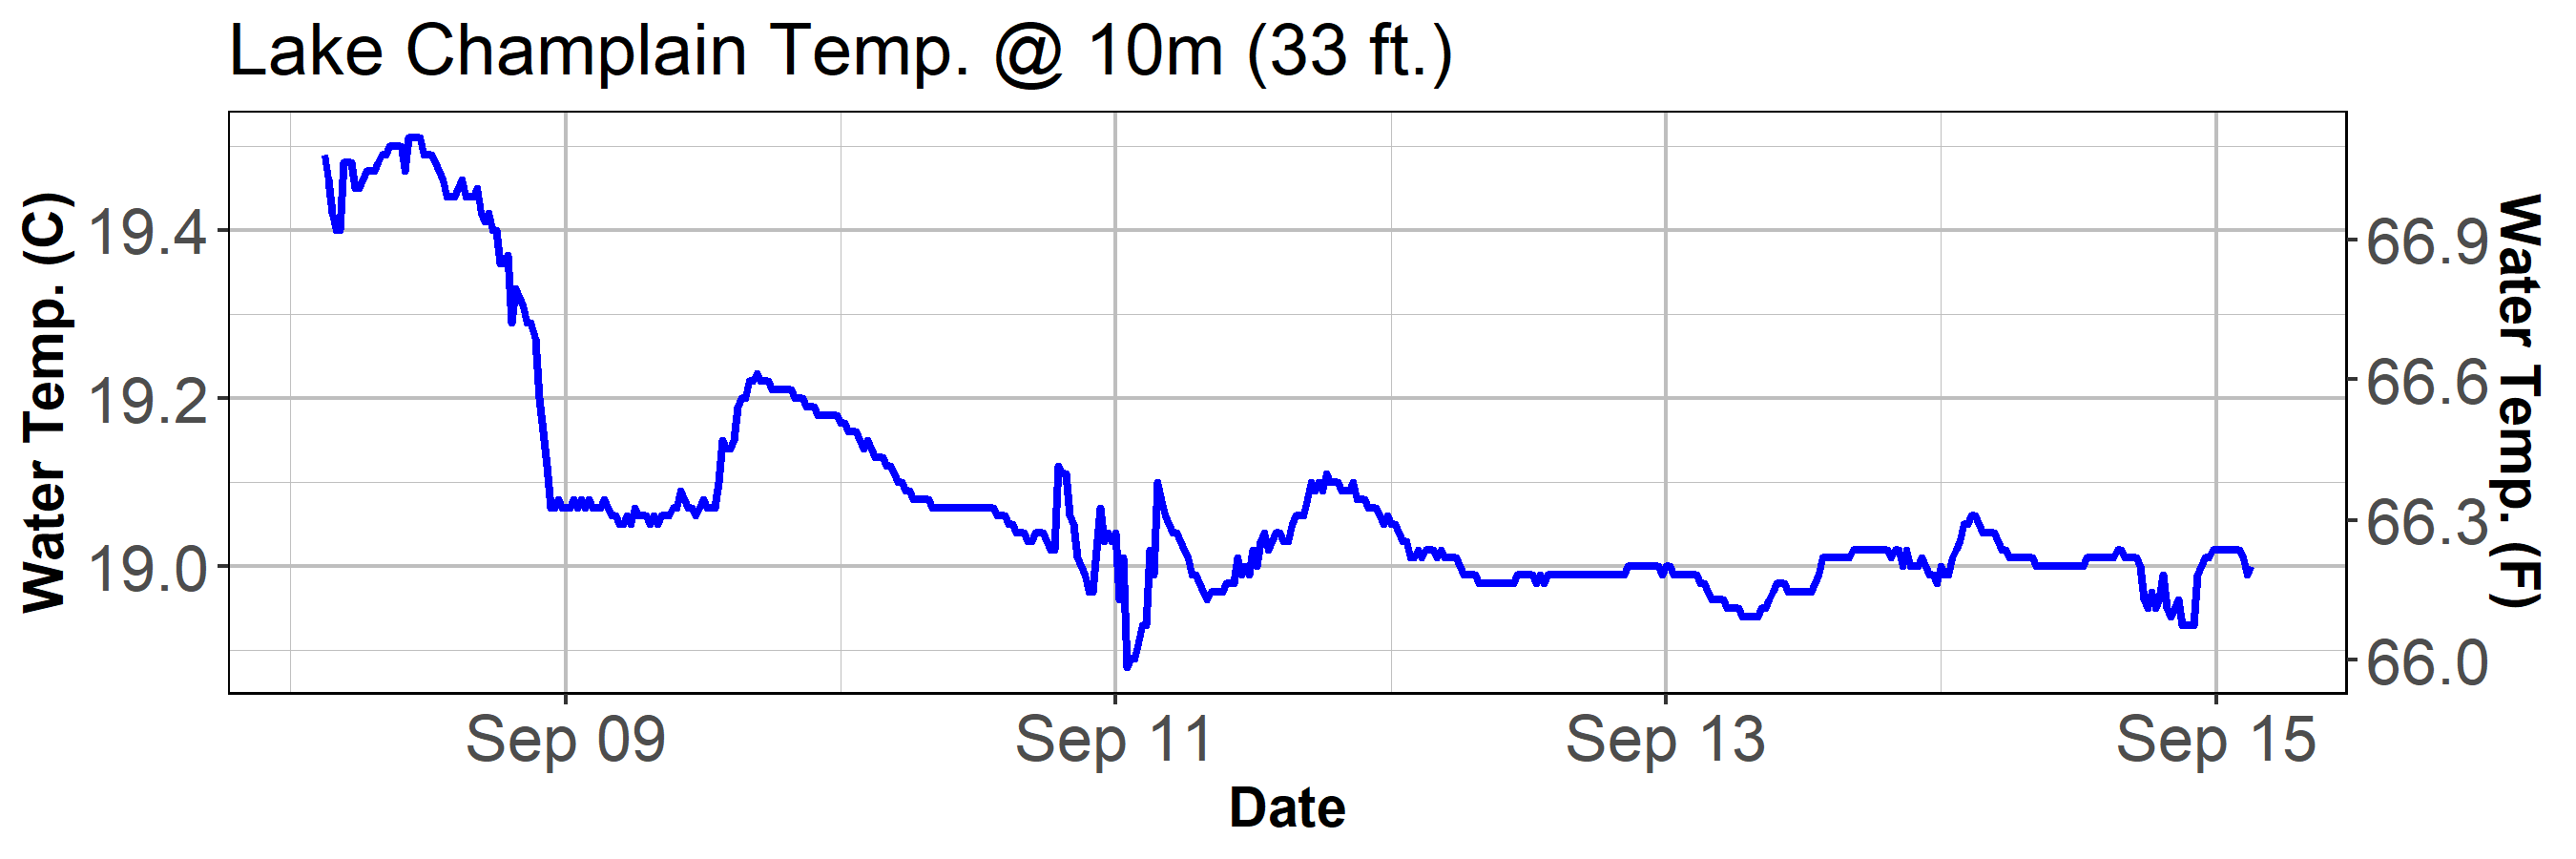 Lake Champlain Temp. @ 10m (33 ft.)
Water Temp. (C)
19.4
19.2
19.0
66.9
66.6
66.3
66.0
Water Temp. (F)
Sep 09 Sep 11 Sep 13 Sep 15
Date